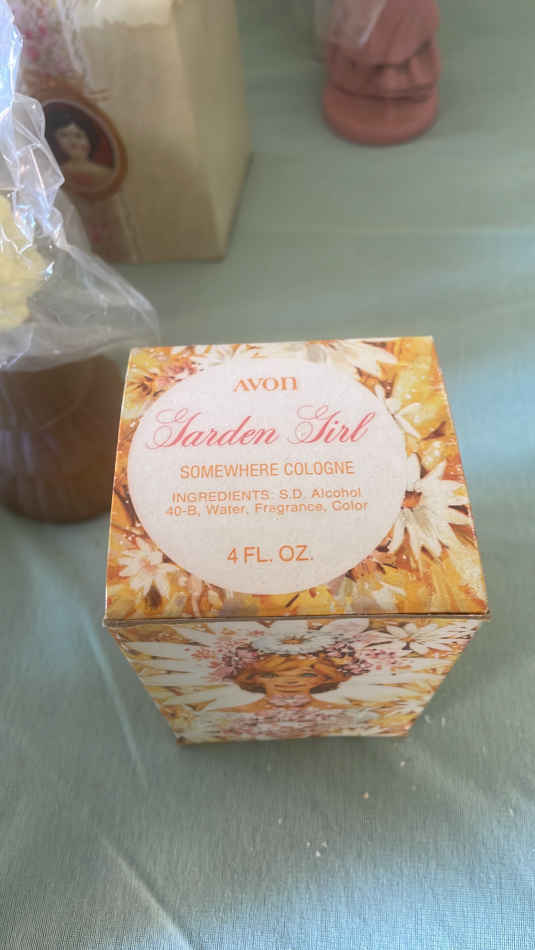 AVON
Garden Girl
SOMEWHERE COLOGNE
INGREDIENTS: S.D. Alcohol
40-B, Water, Fragrance, Color
4 FL. OZ.